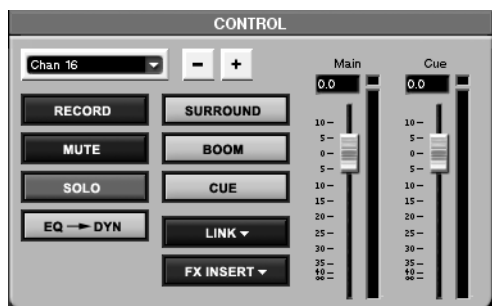 CONTROL
Chan 16
-
+
RECORD
SURROUND
MUTE
BOOM
SOLO
CUE
EQ → DYN
LINK
FX INSERT
Main
Cue
0.0
0.0
10 –
5 –
0 –
5 –
10 –
15 –
20 –
25 –
30 –
35 –
40 –
∞ –
10 –
5 –
0 –
5 –
10 –
15 –
20 –
25 –
30 –
35 –
40 –
∞ –